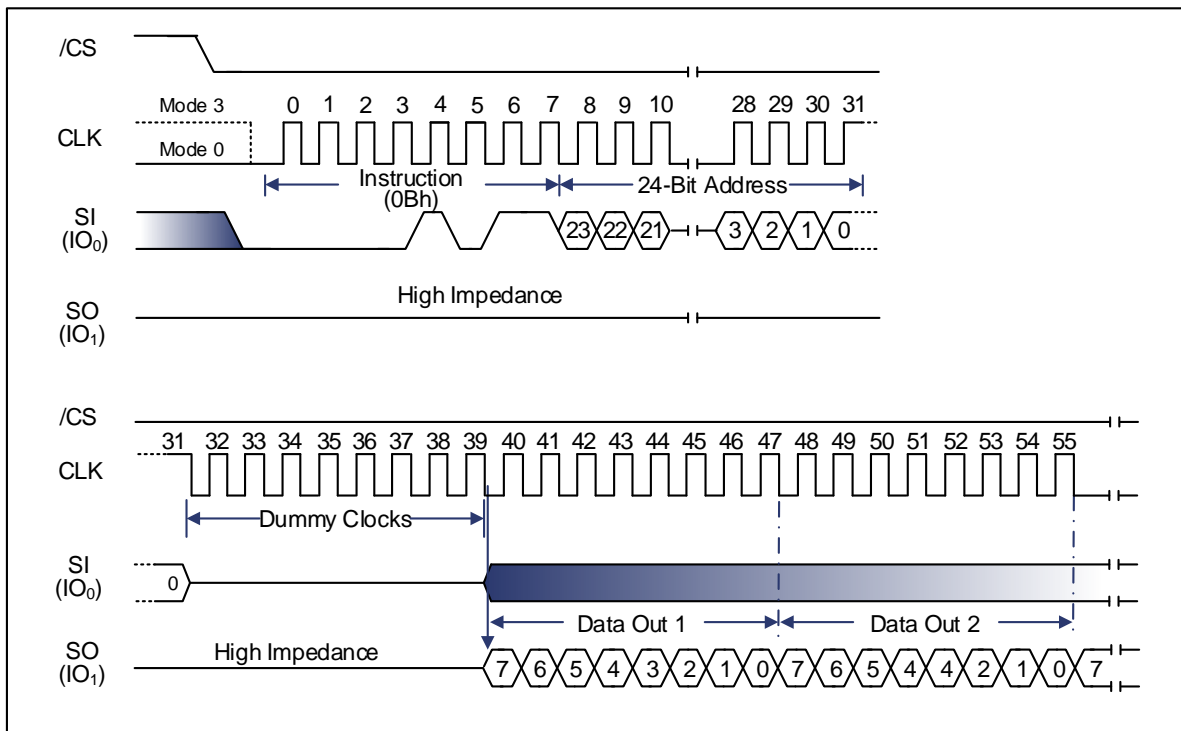 /CS
Mode 3 0 1 2 3 4 5 6 7 8 9 10 28 29 30 31
CLK
Mode 0
Instruction 24-Bit Address
(0Bh)
SI
(IO₀) 23 22 21 3 2 1 0
High Impedance
SO
(IO₁)
/CS
31 32 33 34 35 36 37 38 39 40 41 42 43 44 45 46 47 48 49 50 51 52 53 54 55
CLK
Dummy Clocks
SI
(IO₀) 0
Data Out 1 Data Out 2
SO High Impedance
(IO₁) 7 6 5 4 3 2 1 0 7 6 5 4 4 2 1 0 7